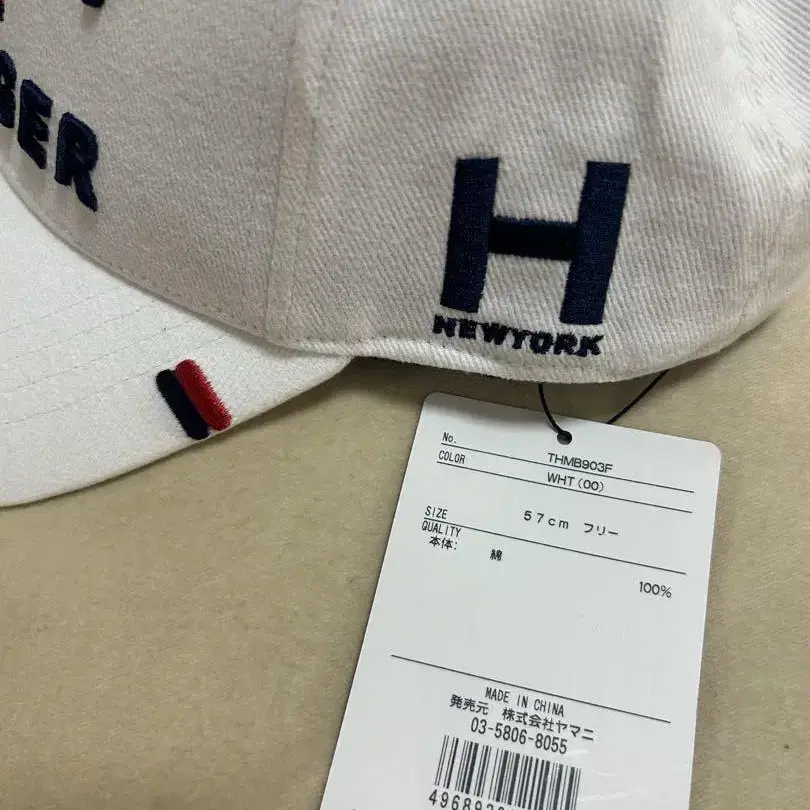 H
NEWYORK
No. THMB903F
COLOR WHT(00)
SIZE 57cm フリー
QUALITY
本体: 綿 100%
MADE IN CHINA
発売元 株式会社ヤマニ
03-5806-8055